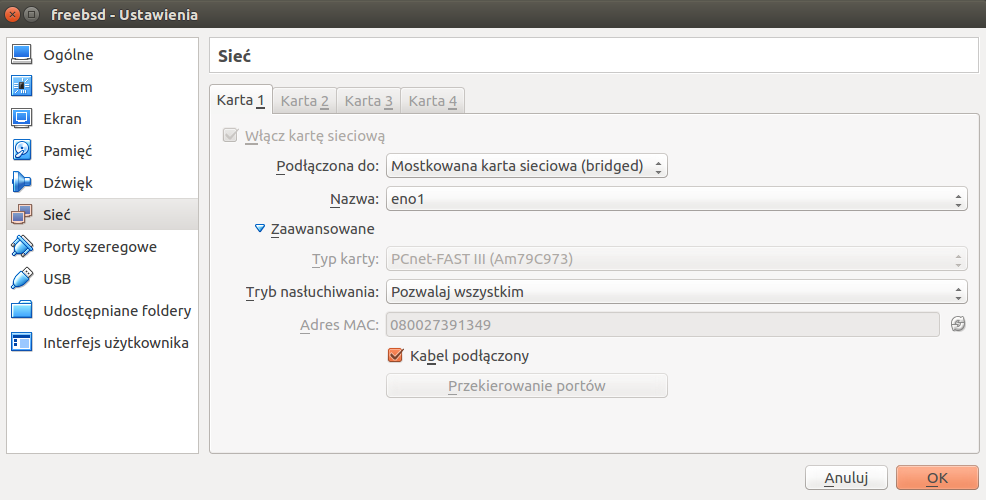 freebsd - Ustawienia
Ogólne
System
Ekran
Pamięć
Dźwięk
Sieć
Porty szeregowe
USB
Udostępniane foldery
Interfejs użytkownika
Sieć
Karta 1 Karta 2 Karta 3 Karta 4
Włącz kartę sieciową
Podłączona do: Mostkowana karta sieciowa (bridged)
Nazwa: eno1
Zaawansowane
Typ karty: PCnet-FAST III (Am79C973)
Tryb nasłuchiwania: Pozwalaj wszystkim
Adres MAC: 080027391349
Kabel podłączony
Przekierowanie portów
Anuluj OK